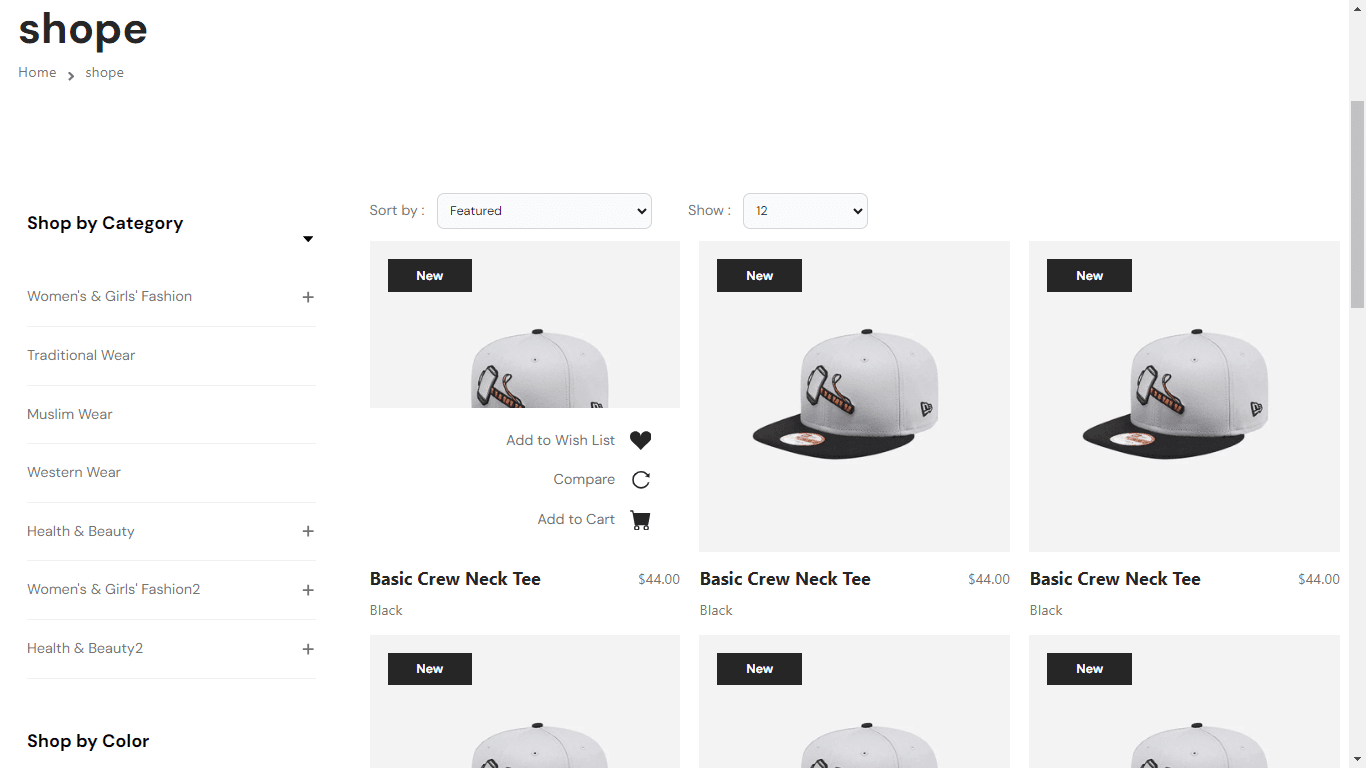 shope
Home shope
Shop by Category
Women's & Girls' Fashion
Traditional Wear
Muslim Wear
Western Wear
Health & Beauty
Women's & Girls' Fashion2
Health & Beauty2
Shop by Color
Sort by : Featured Show : 12
New New New
Add to Wish List
Compare
Add to Cart
Basic Crew Neck Tee $44.00 Basic Crew Neck Tee $44.00 Basic Crew Neck Tee $44.00
Black Black Black
New New New